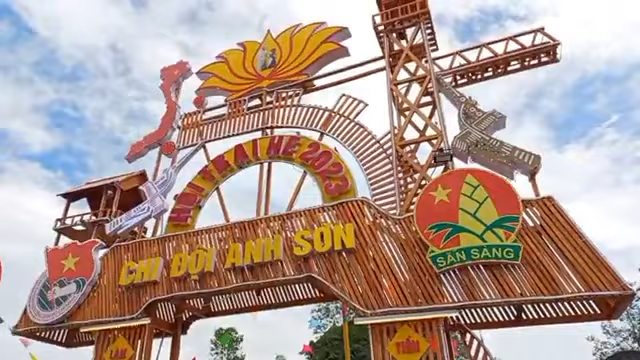 HỘI TRẠI HÈ 2023
CHI ĐỘI ANH SƠN
SẴN SÀNG